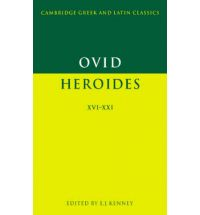 CAMBRIDGE GREEK AND LATIN CLASSICS
OVID
HEROIDES
XVI–XXI
EDITED BY E.J. KENNEY